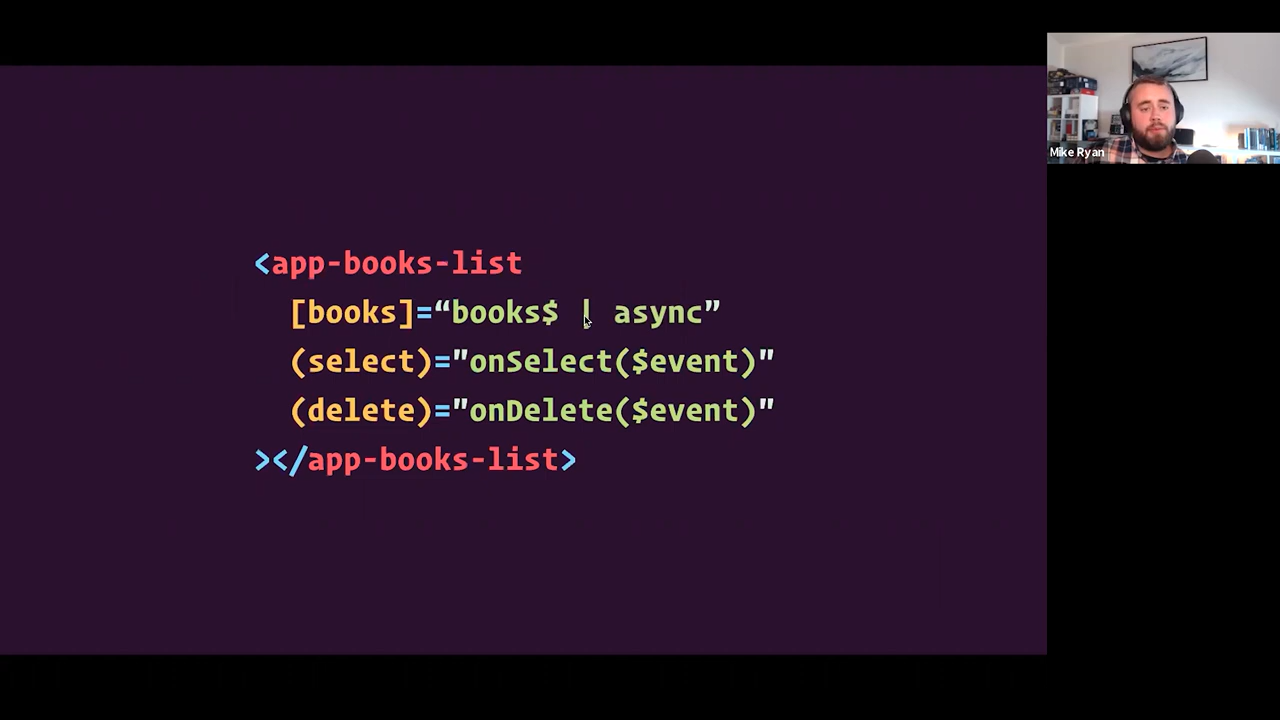 <app-books-list
[books]=“books$ | async”
(select)="onSelect($event)"
(delete)="onDelete($event)"
></app-books-list>
Mike Ryan